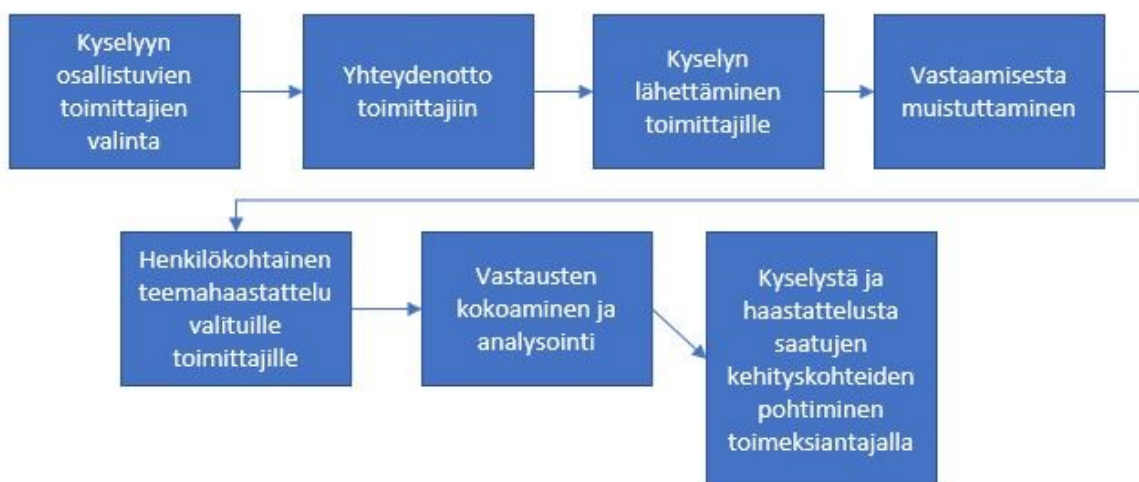 Kyselyyn
osallistuvien
toimittajien
valinta
Yhteydenotto
toimittajiin
Kyselyn
lähettäminen
toimittajille
Vastaamisesta
muistuttaminen
Henkilökohtainen
teemahaastattelu
valituille
toimittajille
Vastausten
kokoaminen ja
analysointi
Kyselystä ja
haastattelusta
saatujen
kehityskohteiden
pohtiminen
toimeksiantajalla